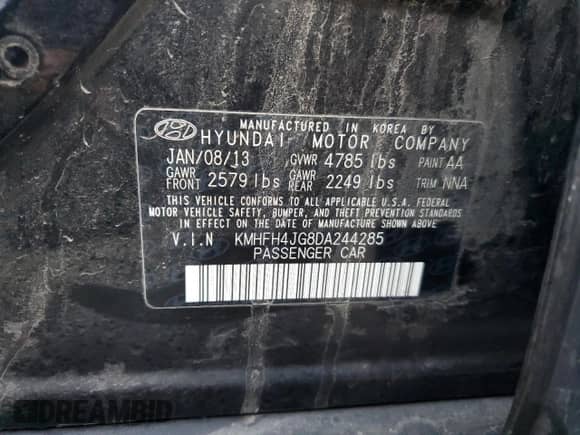 MANUFACTURED IN KOREA BY
HYUNDAI MOTOR COMPANY
JAN/08/13 GVWR 4785 lbs PAINT AA
GAWR FRONT 2579 lbs GAWR REAR 2249 lbs TRIM NNA
THIS VEHICLE CONFORMS TO ALL APPLICABLE U.S.A. FEDERAL
MOTOR VEHICLE SAFETY, BUMPER, AND THEFT PREVENTION STANDARDS
IN EFFECT ON THE DATE OF MANUFACTURE SHOWN ABOVE.
V.I.N KMHFH4JG8DA244285
PASSENGER CAR
DREAMBID